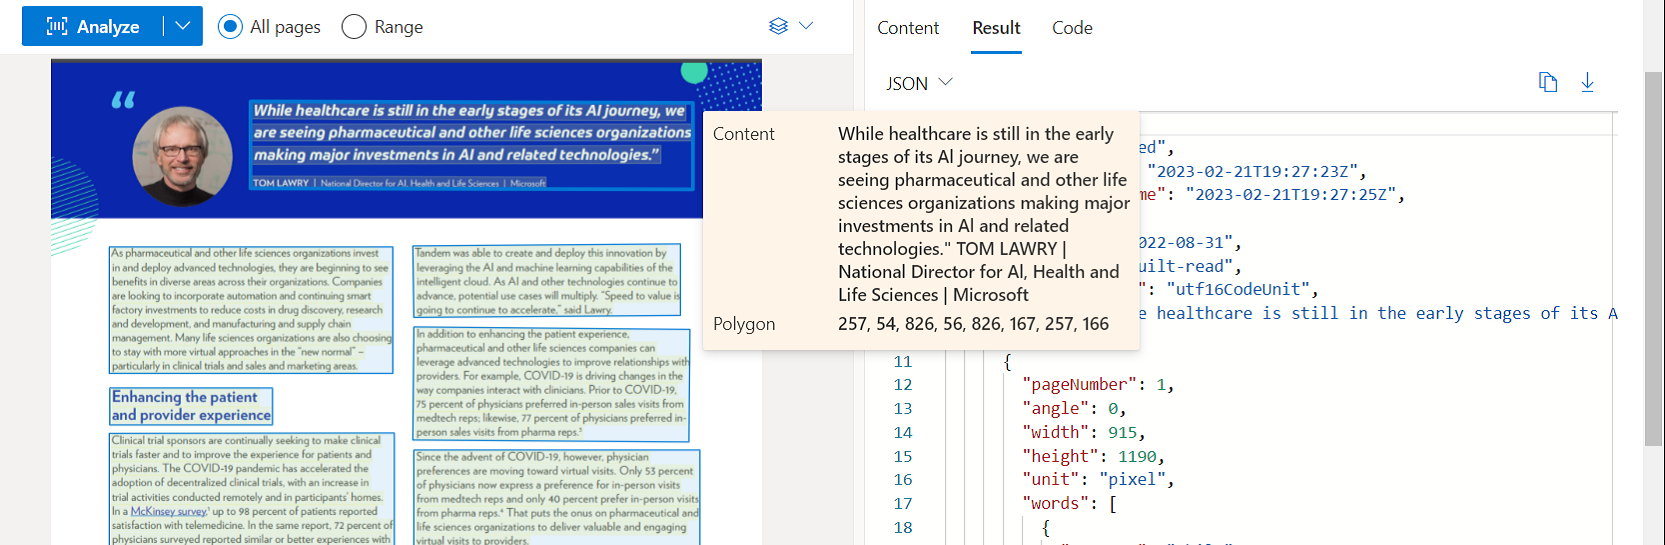 Analyze
All pages
Range
“
While healthcare is still in the early stages of its AI journey, we
are seeing pharmaceutical and other life sciences organizations
making major investments in AI and related technologies.”
TOM LAWRY | National Director for AI, Health and Life Sciences | Microsoft
As pharmaceutical and other life sciences organizations invest
in and deploy advanced technologies, they are beginning to see
benefits in diverse areas across their organizations. Companies
are looking to incorporate automation and continuing smart
factory investments to reduce costs in drug discovery, research
and development, and manufacturing and supply chain
management. Many life sciences organizations are also choosing
to stay with more virtual approaches in the “new normal” –
particularly in clinical trials and sales and marketing areas.
Enhancing the patient
and provider experience
Clinical trial sponsors are continually seeking to make clinical
trials faster and to improve the experience for patients and
physicians. The COVID-19 pandemic has accelerated the
adoption of decentralized clinical trials, with an increase in
trial activities conducted remotely and in participants’ homes.
In a McKinsey survey, up to 98 percent of patients reported
satisfaction with telemedicine. In the same report, 72 percent of
physicians surveyed reported similar or better experiences with
Tandem was able to create and deploy this innovation by
leveraging the AI and machine learning capabilities of the
intelligent cloud. As AI and other technologies continue to
advance, potential use cases will multiply. “Speed to value is
going to continue to accelerate,” said Lawry.
In addition to enhancing the patient experience,
pharmaceutical and other life sciences companies can
leverage advanced technologies to improve relationships with
providers. For example, COVID-19 is driving changes in the
way companies interact with clinicians. Prior to COVID-19,
75 percent of physicians preferred in-person sales visits from
medtech reps; likewise, 77 percent of physicians preferred in-
person sales visits from pharma reps.
Since the advent of COVID-19, however, physician
preferences are moving toward virtual visits. Only 53 percent
of physicians now express a preference for in-person visits
from medtech reps and only 40 percent prefer in-person visits
from pharma reps.⁴ That puts the onus on pharmaceutical and
life sciences organizations to deliver valuable and engaging
virtual visits to providers.
Content
While healthcare is still in the early
stages of its Al journey, we are
seeing pharmaceutical and other life
sciences organizations making major
investments in Al and related
technologies." TOM LAWRY |
National Director for Al, Health and
Life Sciences | Microsoft
Polygon
257, 54, 826, 56, 826, 167, 257, 166
Content Result Code
JSON
ed",
"2023-02-21T19:27:23Z",
me": "2023-02-21T19:27:25Z",
022-08-31",
uilt-read",
": "utf16CodeUnit",
e healthcare is still in the early stages of its A
11 {
12 "pageNumber": 1,
13 "angle": 0,
14 "width": 915,
15 "height": 1190,
16 "unit": "pixel",
17 "words": [
18 {